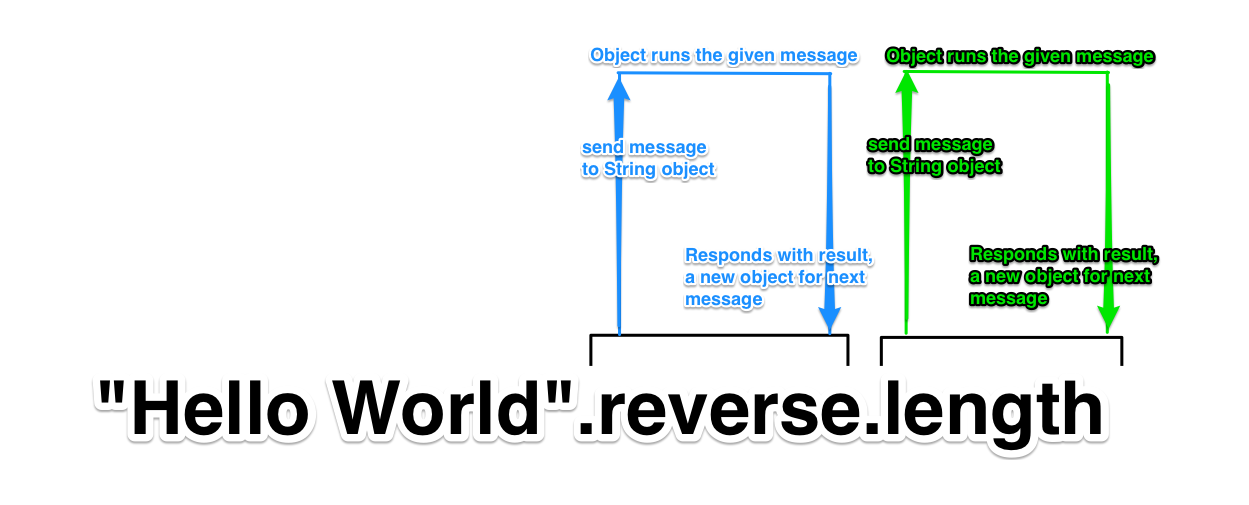 Object runs the given message
Object runs the given message
send message
to String object
send message
to String object
Responds with result,
a new object for next
message
Responds with result,
a new object for next
message
"Hello World".reverse.length